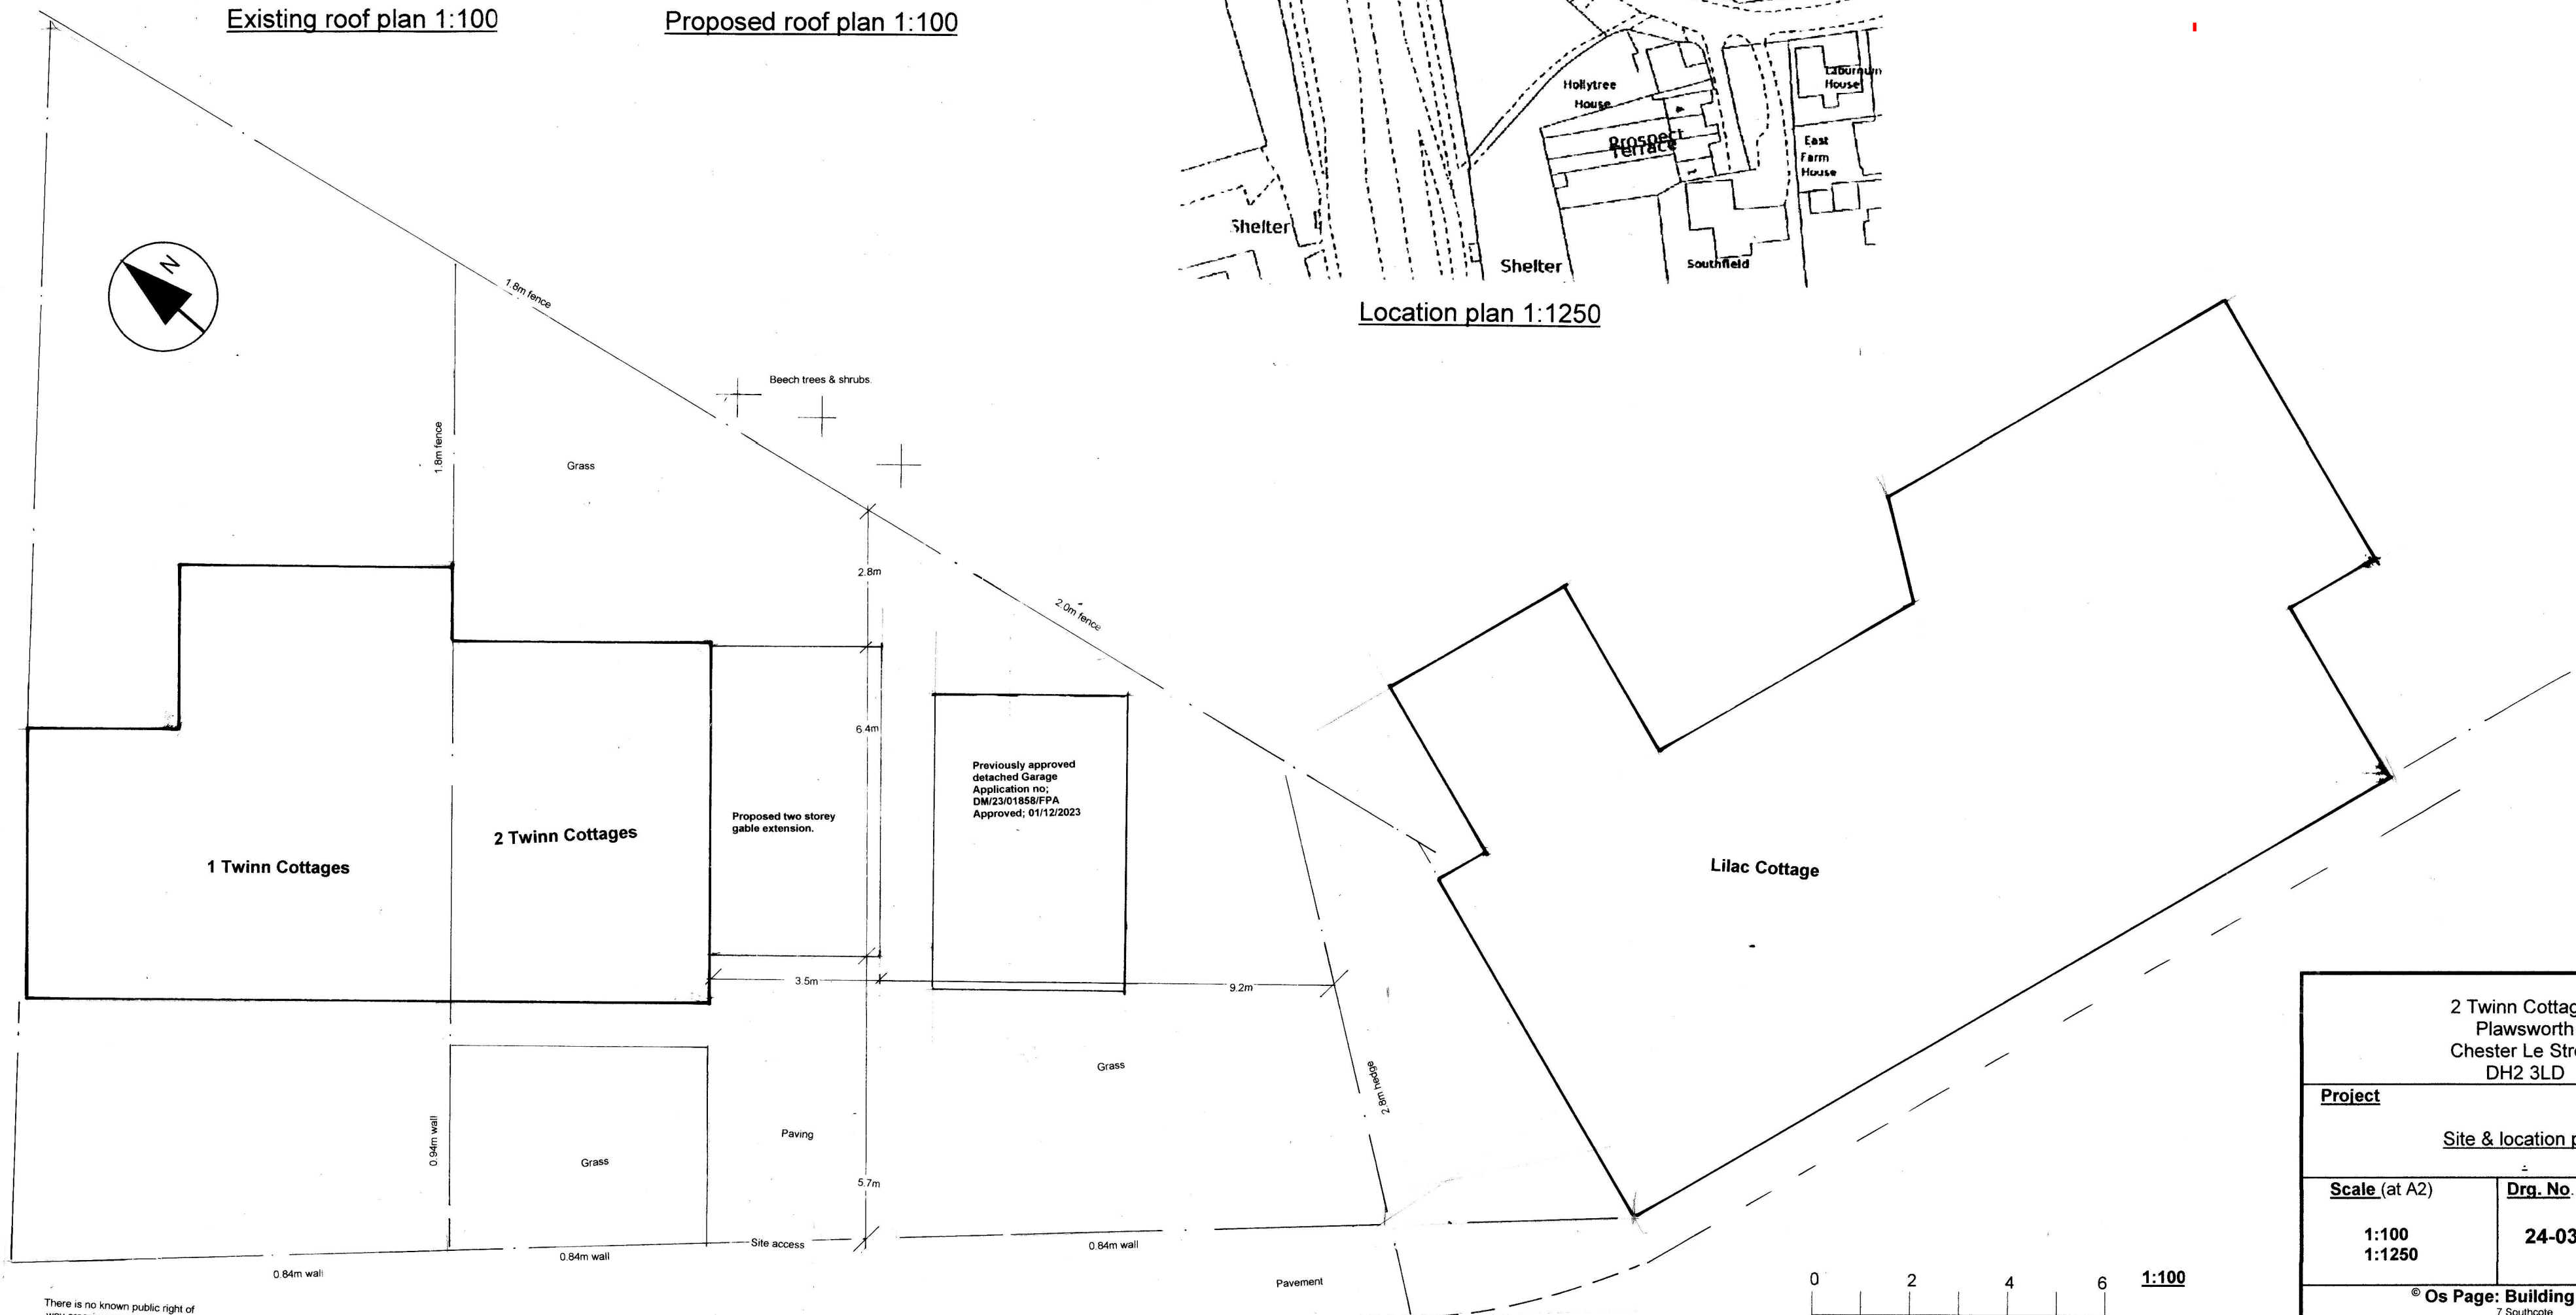 Existing roof plan 1:100
Proposed roof plan 1:100
Hollytree
House
Prospect
Terrace
4
1
Laburnum
House
East
Farm
House
Shelter
Shelter
Southfield
Location plan 1:1250
N
1.8m fence
Beech trees & shrubs.
1.8m fence
Grass
2.8m
2.0m fence
6.4m
Previously approved
detached Garage
Application no;
DM/23/01858/FPA
Approved; 01/12/2023
Proposed two storey
gable extension.
2 Twinn Cottages
1 Twinn Cottages
Lilac Cottage
3.5m
9.2m
Grass
2.8m hedge
0.94m wall
Paving
Grass
5.7m
Site access
0.84m wall
0.84m wall
0.84m wall
Pavement
There is no known public right of
0 2 4 6 1:100
2 Twinn Cottag
Plawsworth
Chester Le Str
DH2 3LD
Project
Site & location p
Scale (at A2)
Drg. No.
1:100
1:1250
24-03
© Os Page: Building
7 Southcote